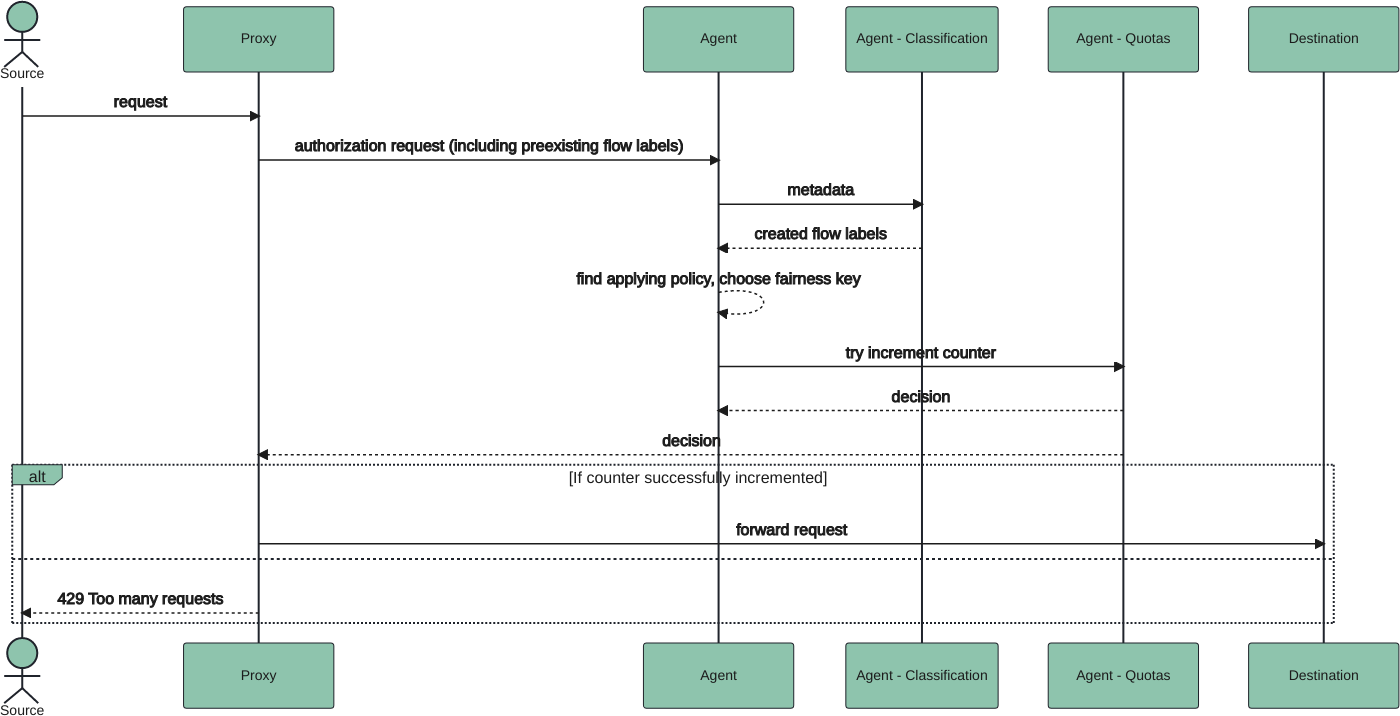 Source
Proxy
Agent
Agent - Classification
Agent - Quotas
Destination
request
authorization request (including preexisting flow labels)
metadata
created flow labels
find applying policy, choose fairness key
try increment counter
decision
decision
alt
[If counter successfully incremented]
forward request
429 Too many requests
Source
Proxy
Agent
Agent - Classification
Agent - Quotas
Destination